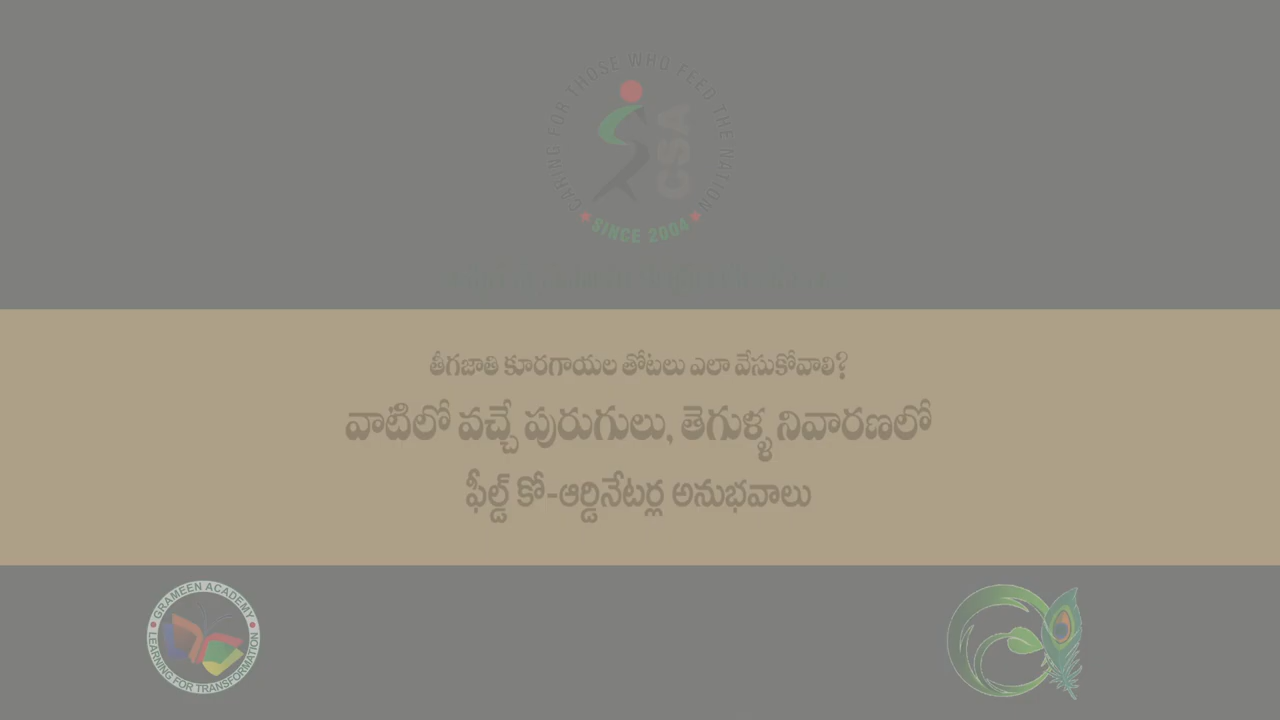 CARING FOR THOSE WHO FEED THE NATION
CSA
SINCE 2004
తీగజాతి కూరగాయల తోటలు ఎలా వేసుకోవాలి?
వాటిలో వచ్చే పురుగులు, తెగుళ్ళ నివారణలో
ఫీల్డ్ కో-ఆర్డినేటర్ల అనుభవాలు
GRAMEEN ACADEMY
LEARNING FOR TRANSFORMATION